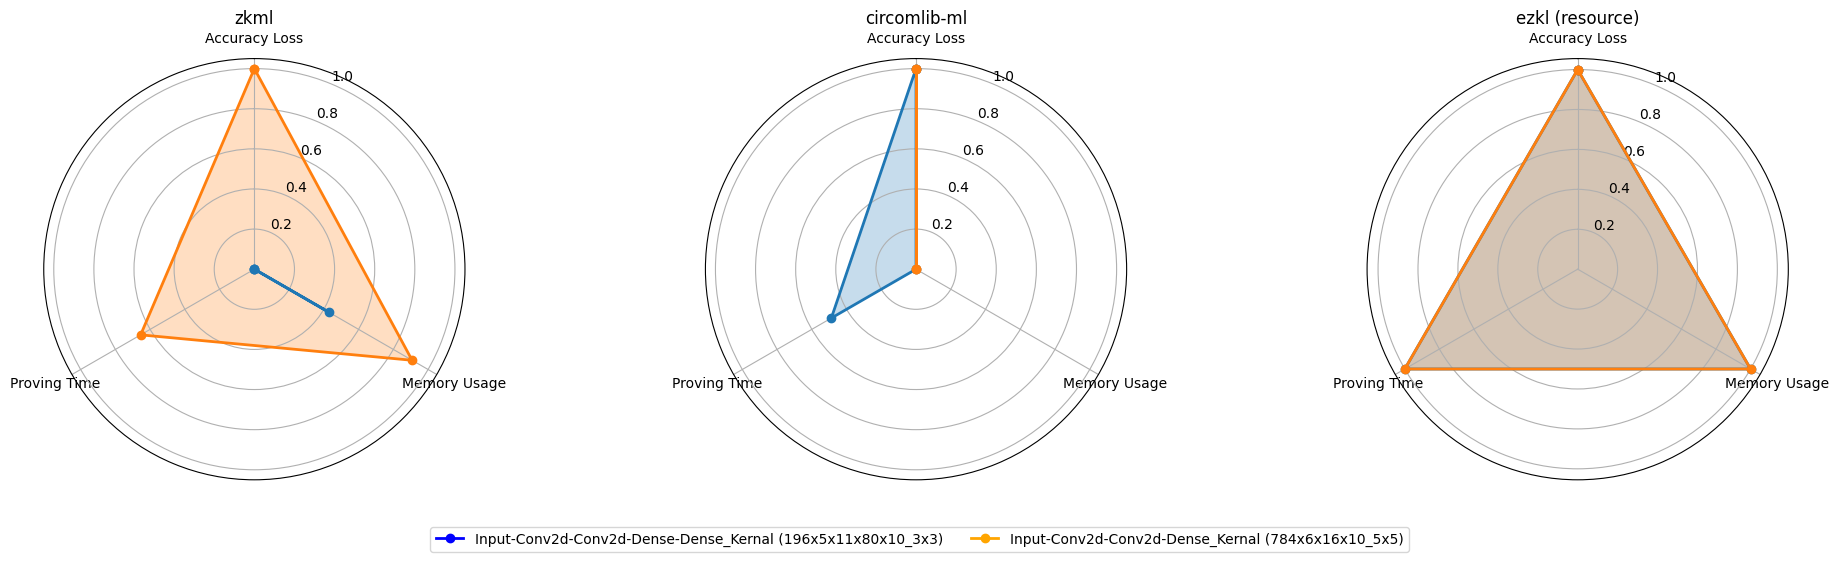 zkml
Accuracy Loss
1.0
0.8
0.6
0.4
0.2
Proving Time
Memory Usage
circomlib-ml
Accuracy Loss
1.0
0.8
0.6
0.4
0.2
Proving Time
Memory Usage
ezkl (resource)
Accuracy Loss
1.0
0.8
0.6
0.4
0.2
Proving Time
Memory Usage
Input-Conv2d-Conv2d-Dense-Dense_Kernal (196x5x11x80x10_3x3)
Input-Conv2d-Conv2d-Dense_Kernal (784x6x16x10_5x5)